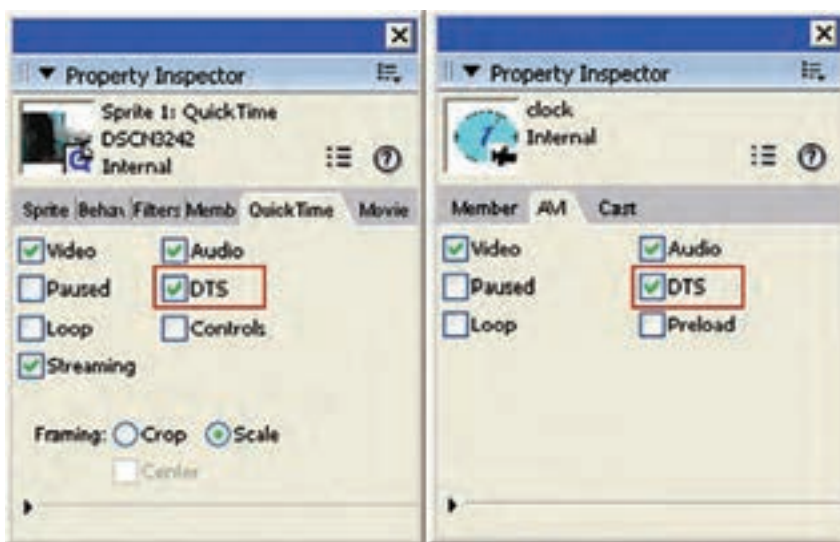 Property Inspector
Sprite 1: QuickTime
DSCN3242
Internal
Sprite Behav Filters Memb QuickTime Movie
Video Audio
Paused DTS
Loop Controls
Streaming
Framing: Crop Scale
Center
Property Inspector
clock
Internal
Member AVI Cast
Video Audio
Paused DTS
Loop Preload